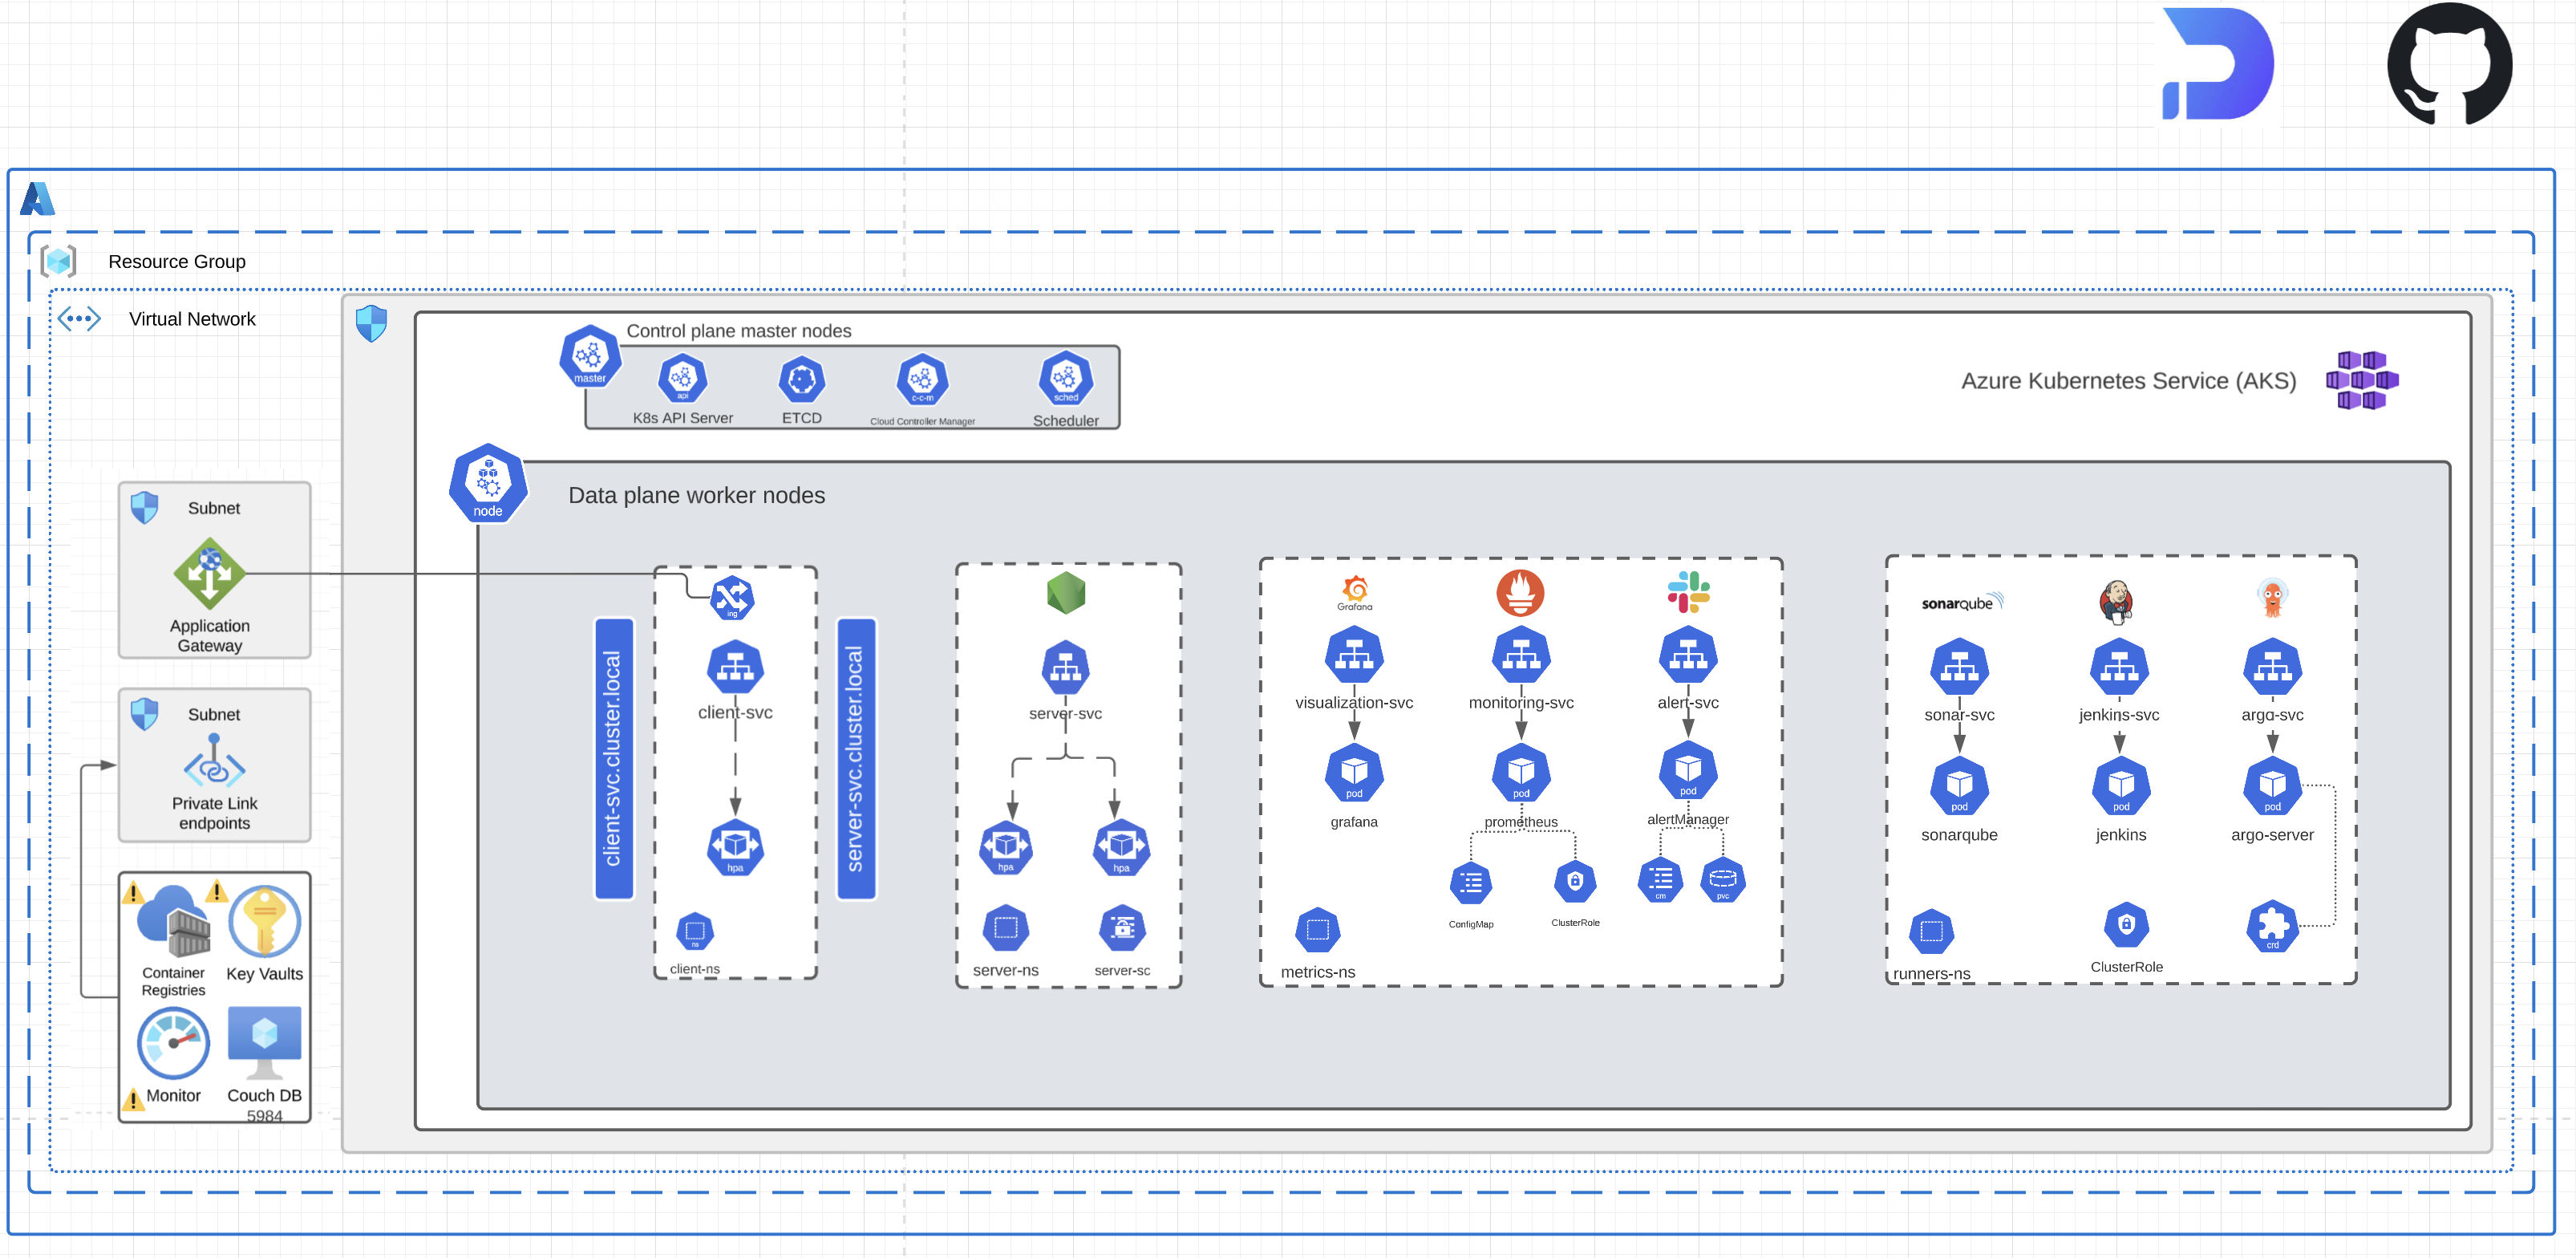 Resource Group
Virtual Network
Control plane master nodes
master
api
c-c-m
sched
K8s API Server
ETCD
Cloud Controller Manager
Scheduler
Azure Kubernetes Service (AKS)
node
Data plane worker nodes
Subnet
Application
Gateway
Subnet
Private Link
endpoints
Container
Registries
Key Vaults
Monitor
Couch DB
5984
client-svc.cluster.local
ing
client-svc
hpa
ns
client-ns
server-svc.cluster.local
server-svc
hpa
hpa
server-ns
server-sc
Grafana
visualization-svc
pod
grafana
metrics-ns
monitoring-svc
pod
prometheus
ConfigMap
ClusterRole
alert-svc
pod
alertManager
cm
pvc
sonarqube
sonar-svc
pod
sonarqube
runners-ns
jenkins-svc
pod
jenkins
ClusterRole
argo-svc
pod
argo-server
crd